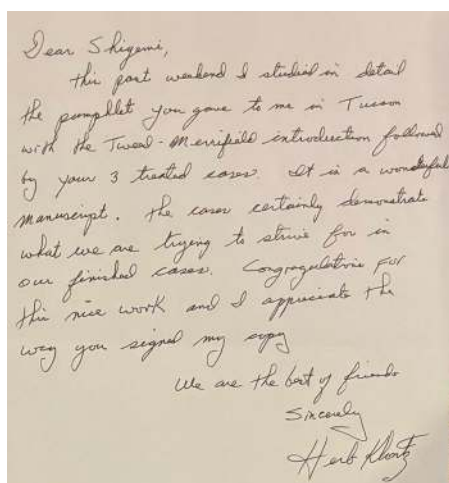 Dear Shigemi,
this past weekend I studied in detail
the pamphlet you gave to me in Tucson
with the Tweed-Merrifield introduction followed
by your 3 treated cases. It is a wonderful
manuscript. The cases certainly demonstrate
what we are trying to strive for in
our finished cases. Congragulations for
this nice work and I appreciate the
way you signed my copy
We are the best of friends
Sincerely
Herb Klontz